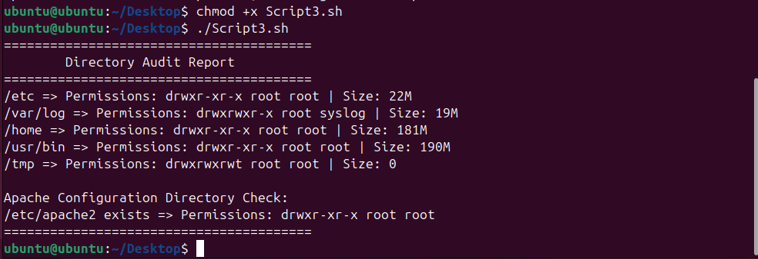 ubuntu@ubuntu:~/Desktop$ chmod +x Script3.sh
ubuntu@ubuntu:~/Desktop$ ./Script3.sh
========================================
        Directory Audit Report
========================================
/etc => Permissions: drwxr-xr-x root root | Size: 22M
/var/log => Permissions: drwxrwxr-x root syslog | Size: 19M
/home => Permissions: drwxr-xr-x root root | Size: 181M
/usr/bin => Permissions: drwxr-xr-x root root | Size: 190M
/tmp => Permissions: drwxrwxrwt root root | Size: 0

Apache Configuration Directory Check:
/etc/apache2 exists => Permissions: drwxr-xr-x root root
========================================
ubuntu@ubuntu:~/Desktop$